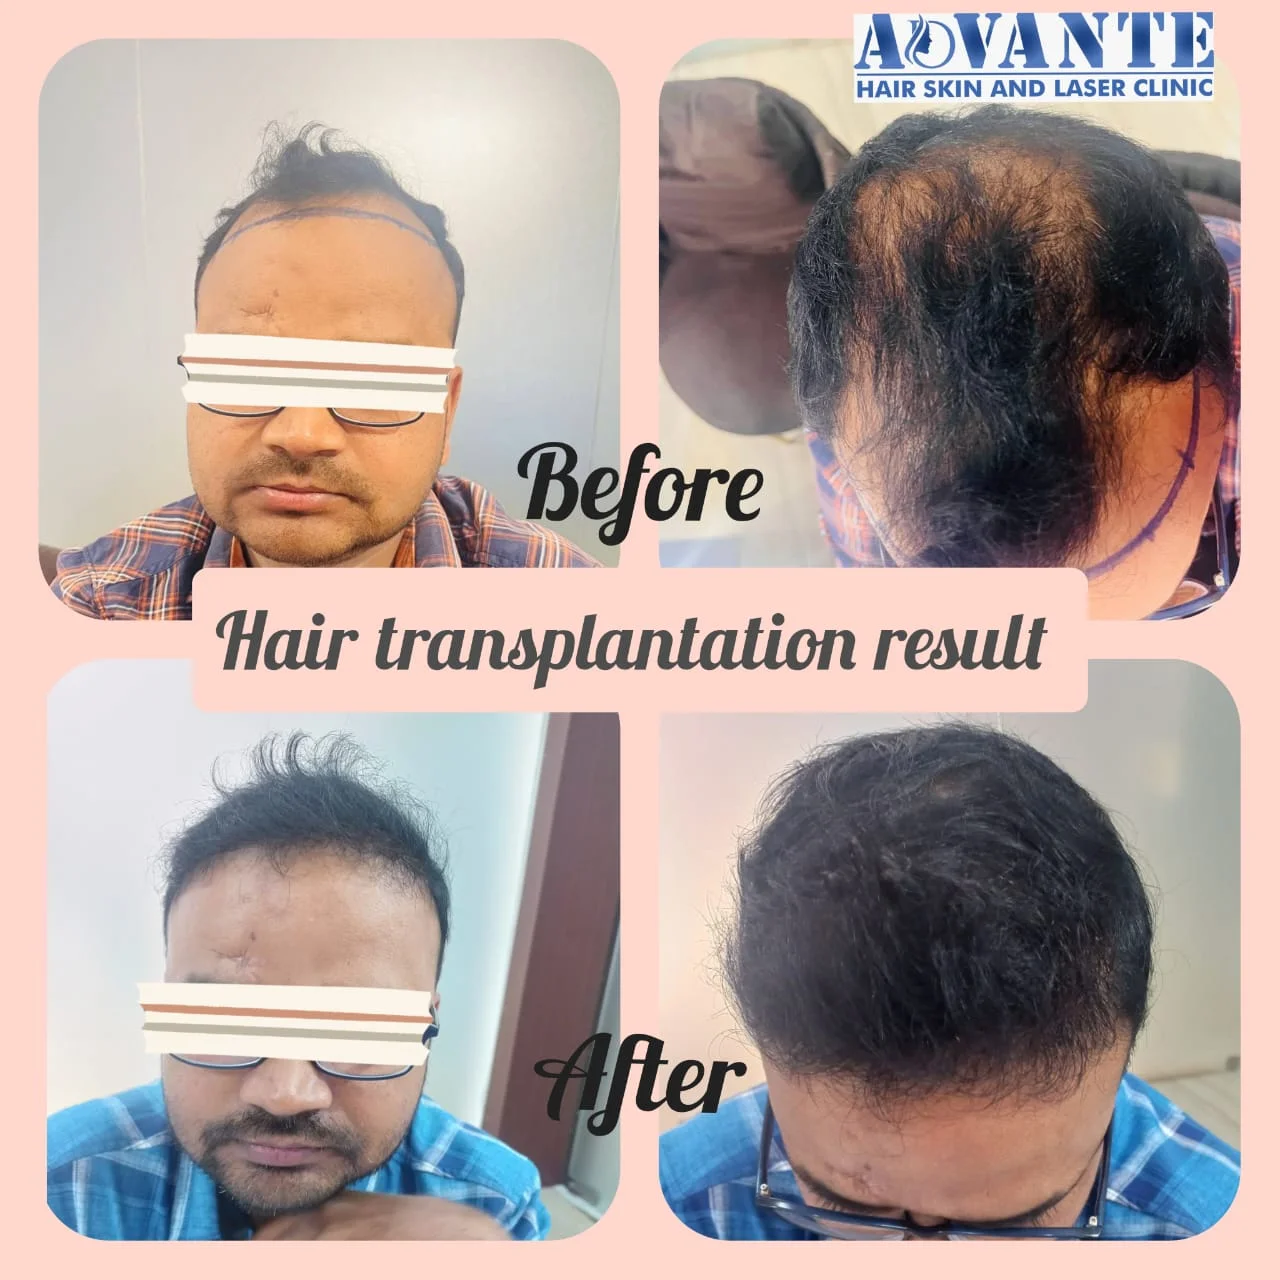 ADVANTE
HAIR SKIN AND LASER CLINIC
Before
Hair transplantation result
After